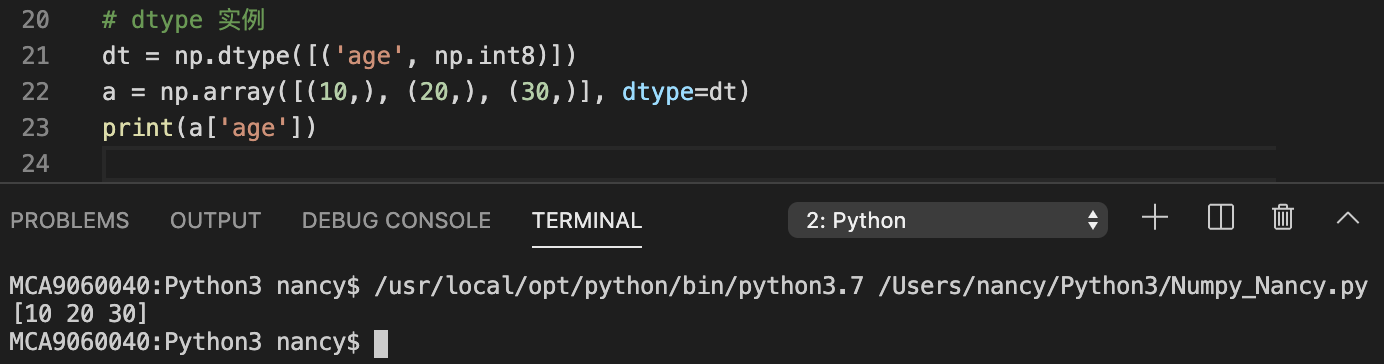 20 # dtype 实例
21 dt = np.dtype([('age', np.int8)])
22 a = np.array([(10,), (20,), (30,)], dtype=dt)
23 print(a['age'])
24
PROBLEMS OUTPUT DEBUG CONSOLE TERMINAL 2: Python
MCA9060040:Python3 nancy$ /usr/local/opt/python/bin/python3.7 /Users/nancy/Python3/Numpy_Nancy.py
[10 20 30]
MCA9060040:Python3 nancy$